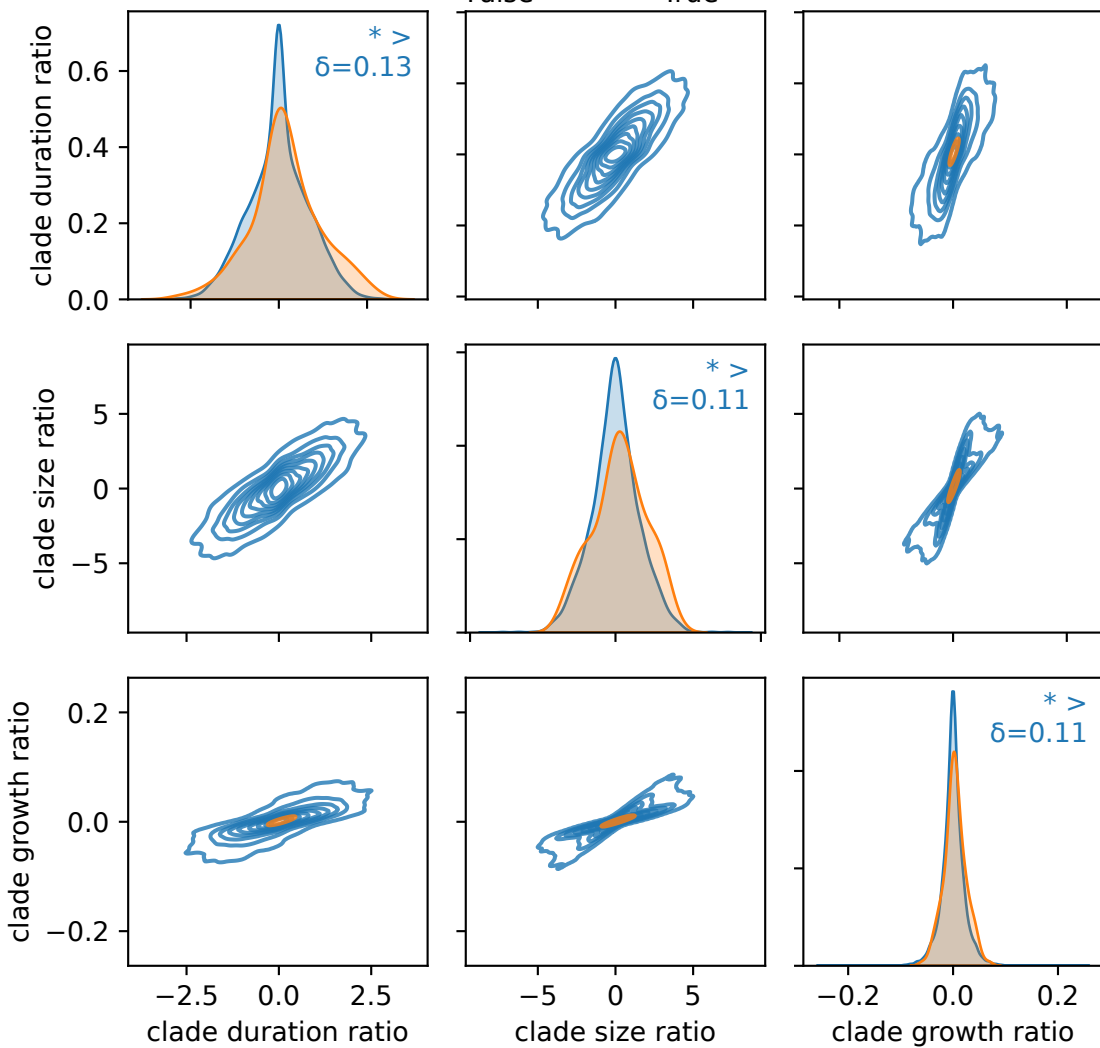 clade duration ratio
0.6
0.4
0.2
0.0
* >
δ=0.13
clade size ratio
5
0
−5
* >
δ=0.11
clade growth ratio
0.2
0.0
−0.2
* >
δ=0.11
−2.5 0.0 2.5
−5 0 5
−0.2 0.0 0.2
clade duration ratio
clade size ratio
clade growth ratio